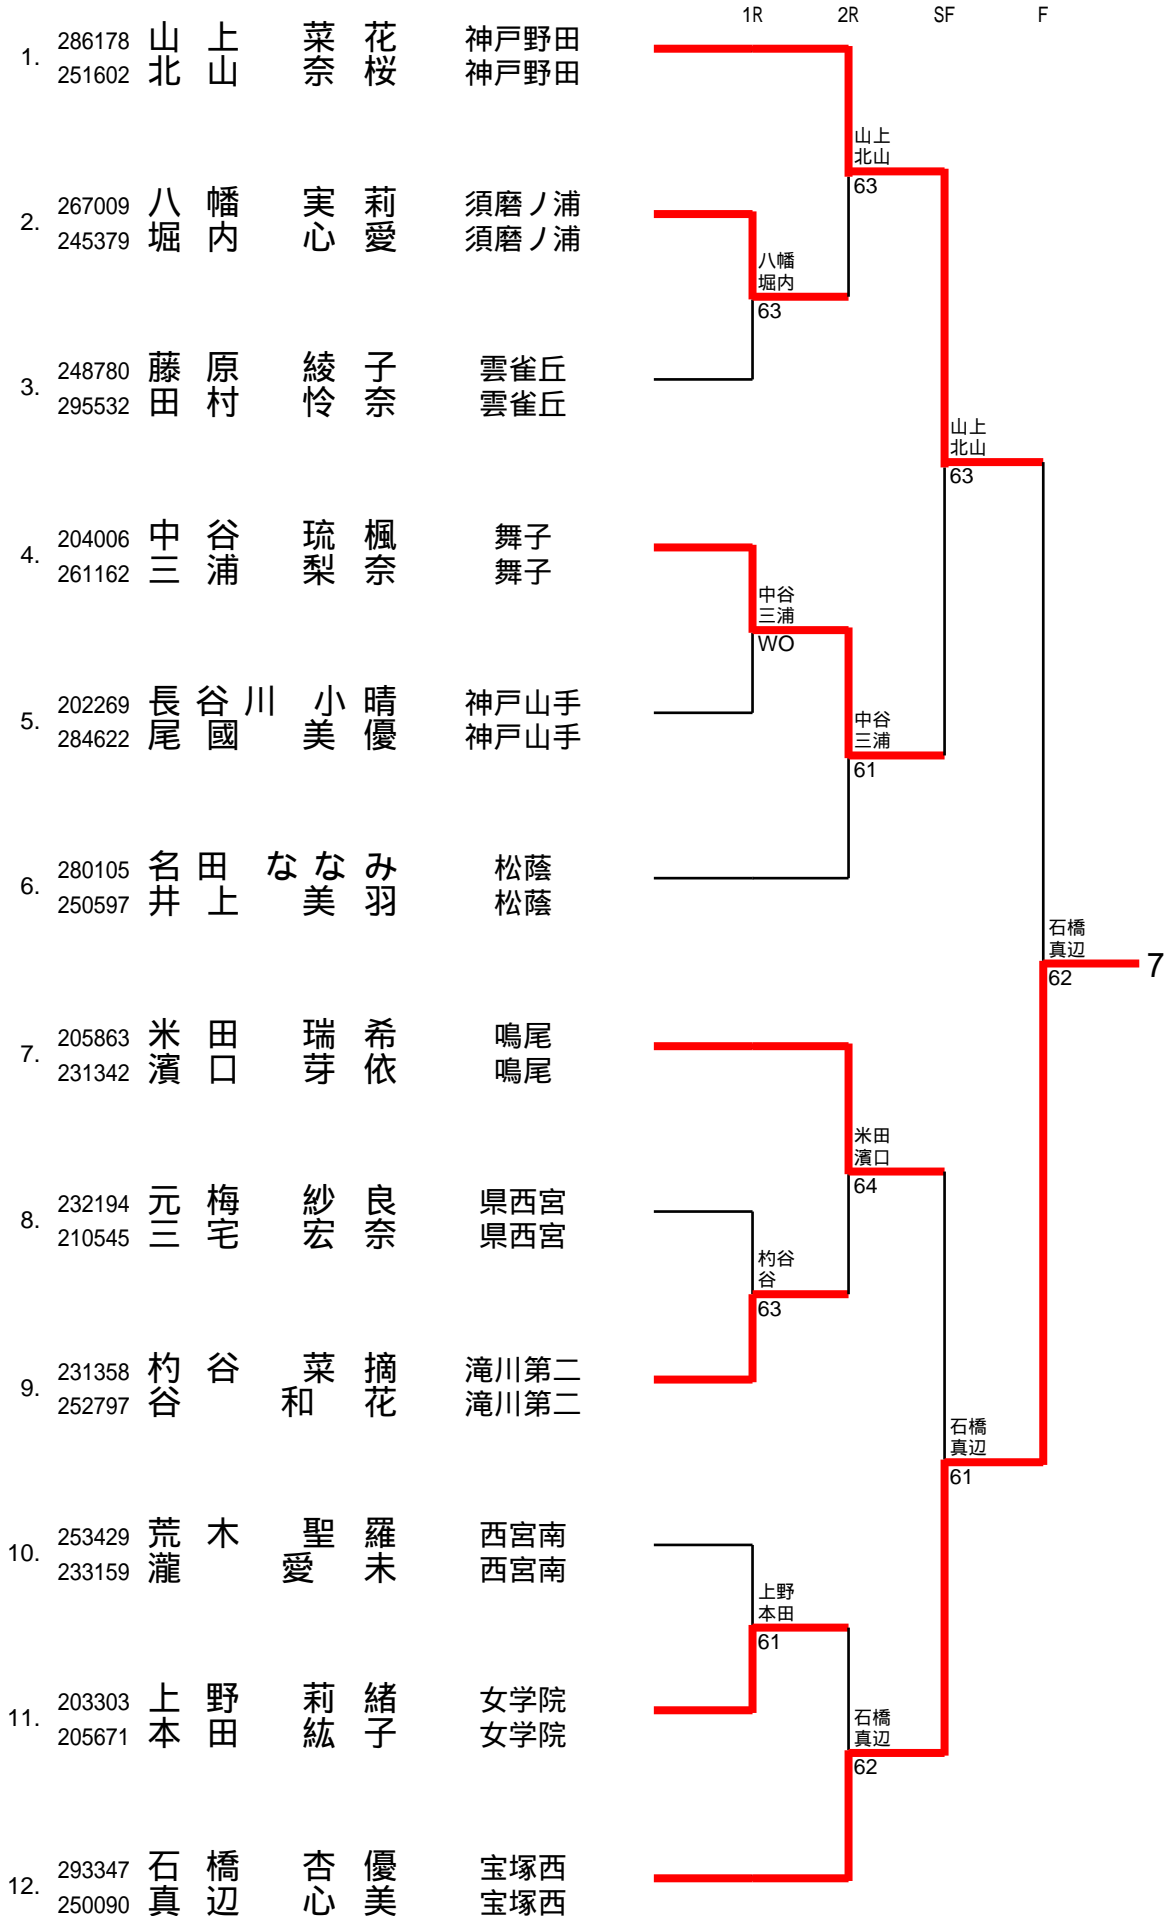 1R 2R SF F
1. 286178 山上 菜花 神戸野田
251602 北山 奈桜 神戸野田
山上
北山
63
2. 267009 八幡 実莉 須磨ノ浦
245379 堀内 心愛 須磨ノ浦
八幡
堀内
63
3. 248780 藤原 綾子 雲雀丘
295532 田村 怜奈 雲雀丘
山上
北山
63
4. 204006 中谷 琉楓 舞子
261162 三浦 梨奈 舞子
中谷
三浦
WO
5. 202269 長谷川 小晴 神戸山手
284622 尾國 美優 神戸山手
中谷
三浦
61
6. 280105 名田 ななみ 松蔭
250597 井上 美羽 松蔭
石橋
真辺
62
7
7. 205863 米田 瑞希 鳴尾
231342 濱口 芽依 鳴尾
米田
濱口
64
8. 232194 元梅 紗良 県西宮
210545 三宅 宏奈 県西宮
杓谷
谷
63
9. 231358 杓谷 菜摘 滝川第二
252797 谷 和花 滝川第二
石橋
真辺
61
10. 253429 荒木 聖羅 西宮南
233159 瀧 愛未 西宮南
上野
本田
61
11. 203303 上野 莉緒 女学院
205671 本田 紘子 女学院
石橋
真辺
62
12. 293347 石橋 杏優 宝塚西
250090 真辺 心美 宝塚西